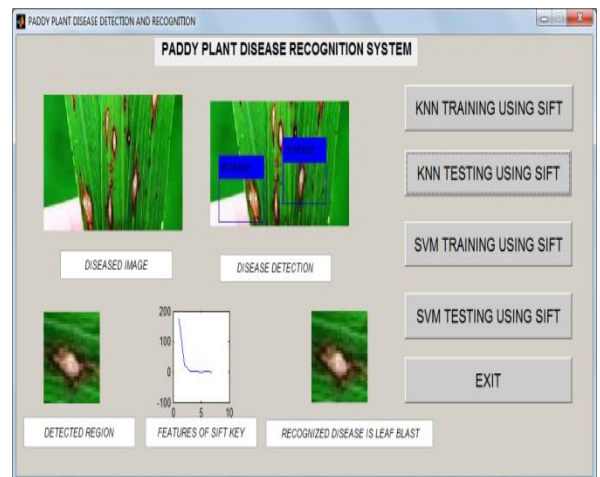 PADDY PLANT DISEASE DETECTION AND RECOGNITION
PADDY PLANT DISEASE RECOGNITION SYSTEM
KNN TRAINING USING SIFT
KNN TESTING USING SIFT
DISEASED IMAGE
DISEASE DETECTION
SVM TRAINING USING SIFT
SVM TESTING USING SIFT
200
100
0
-100
0 5 10
EXIT
DETECTED REGION
FEATURES OF SIFT KEY
RECOGNIZED DISEASE IS LEAF BLAST